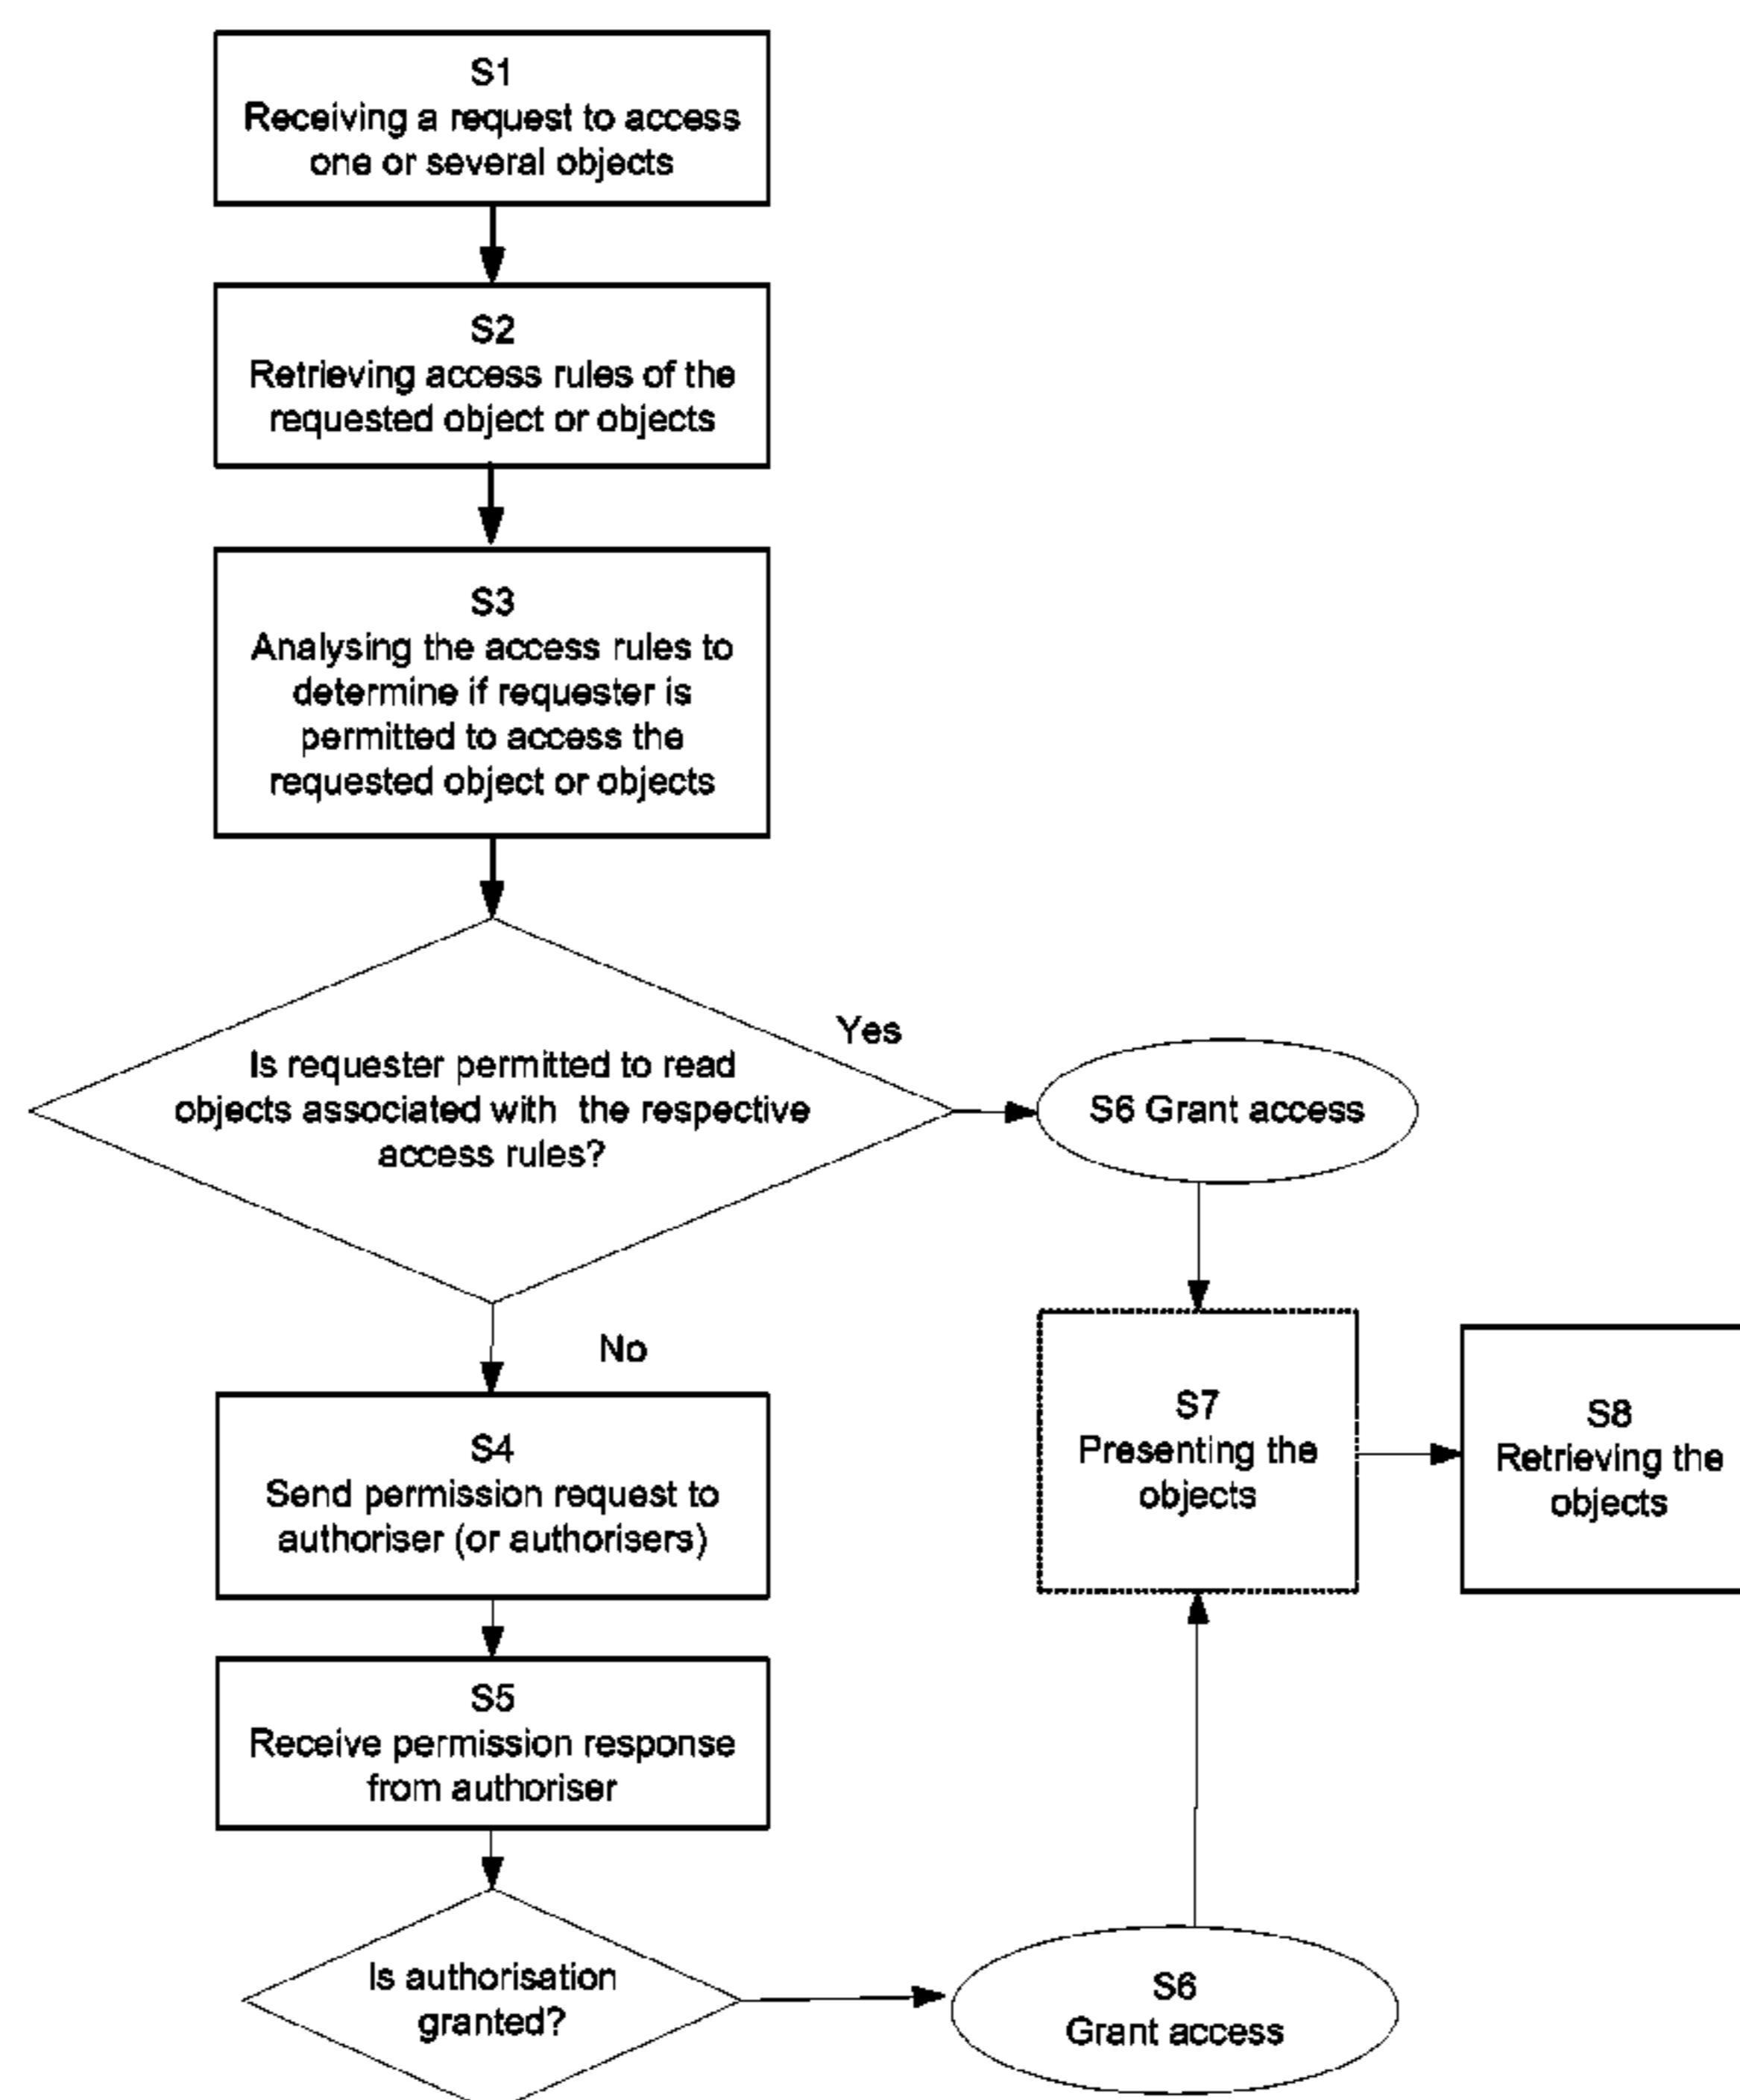 S1
Receiving a request to access
one or several objects
S2
Retrieving access rules of the
requested object or objects
S3
Analysing the access rules to
determine if requester is
permitted to access the
requested object or objects
Is requester permitted to read
objects associated with the respective
access rules?
Yes
S6 Grant access
No
S4
Send permission request to
authoriser (or authorisers)
S7
Presenting the
objects
S8
Retrieving the
objects
S5
Receive permission response
from authoriser
Is authorisation
granted?
S6
Grant access